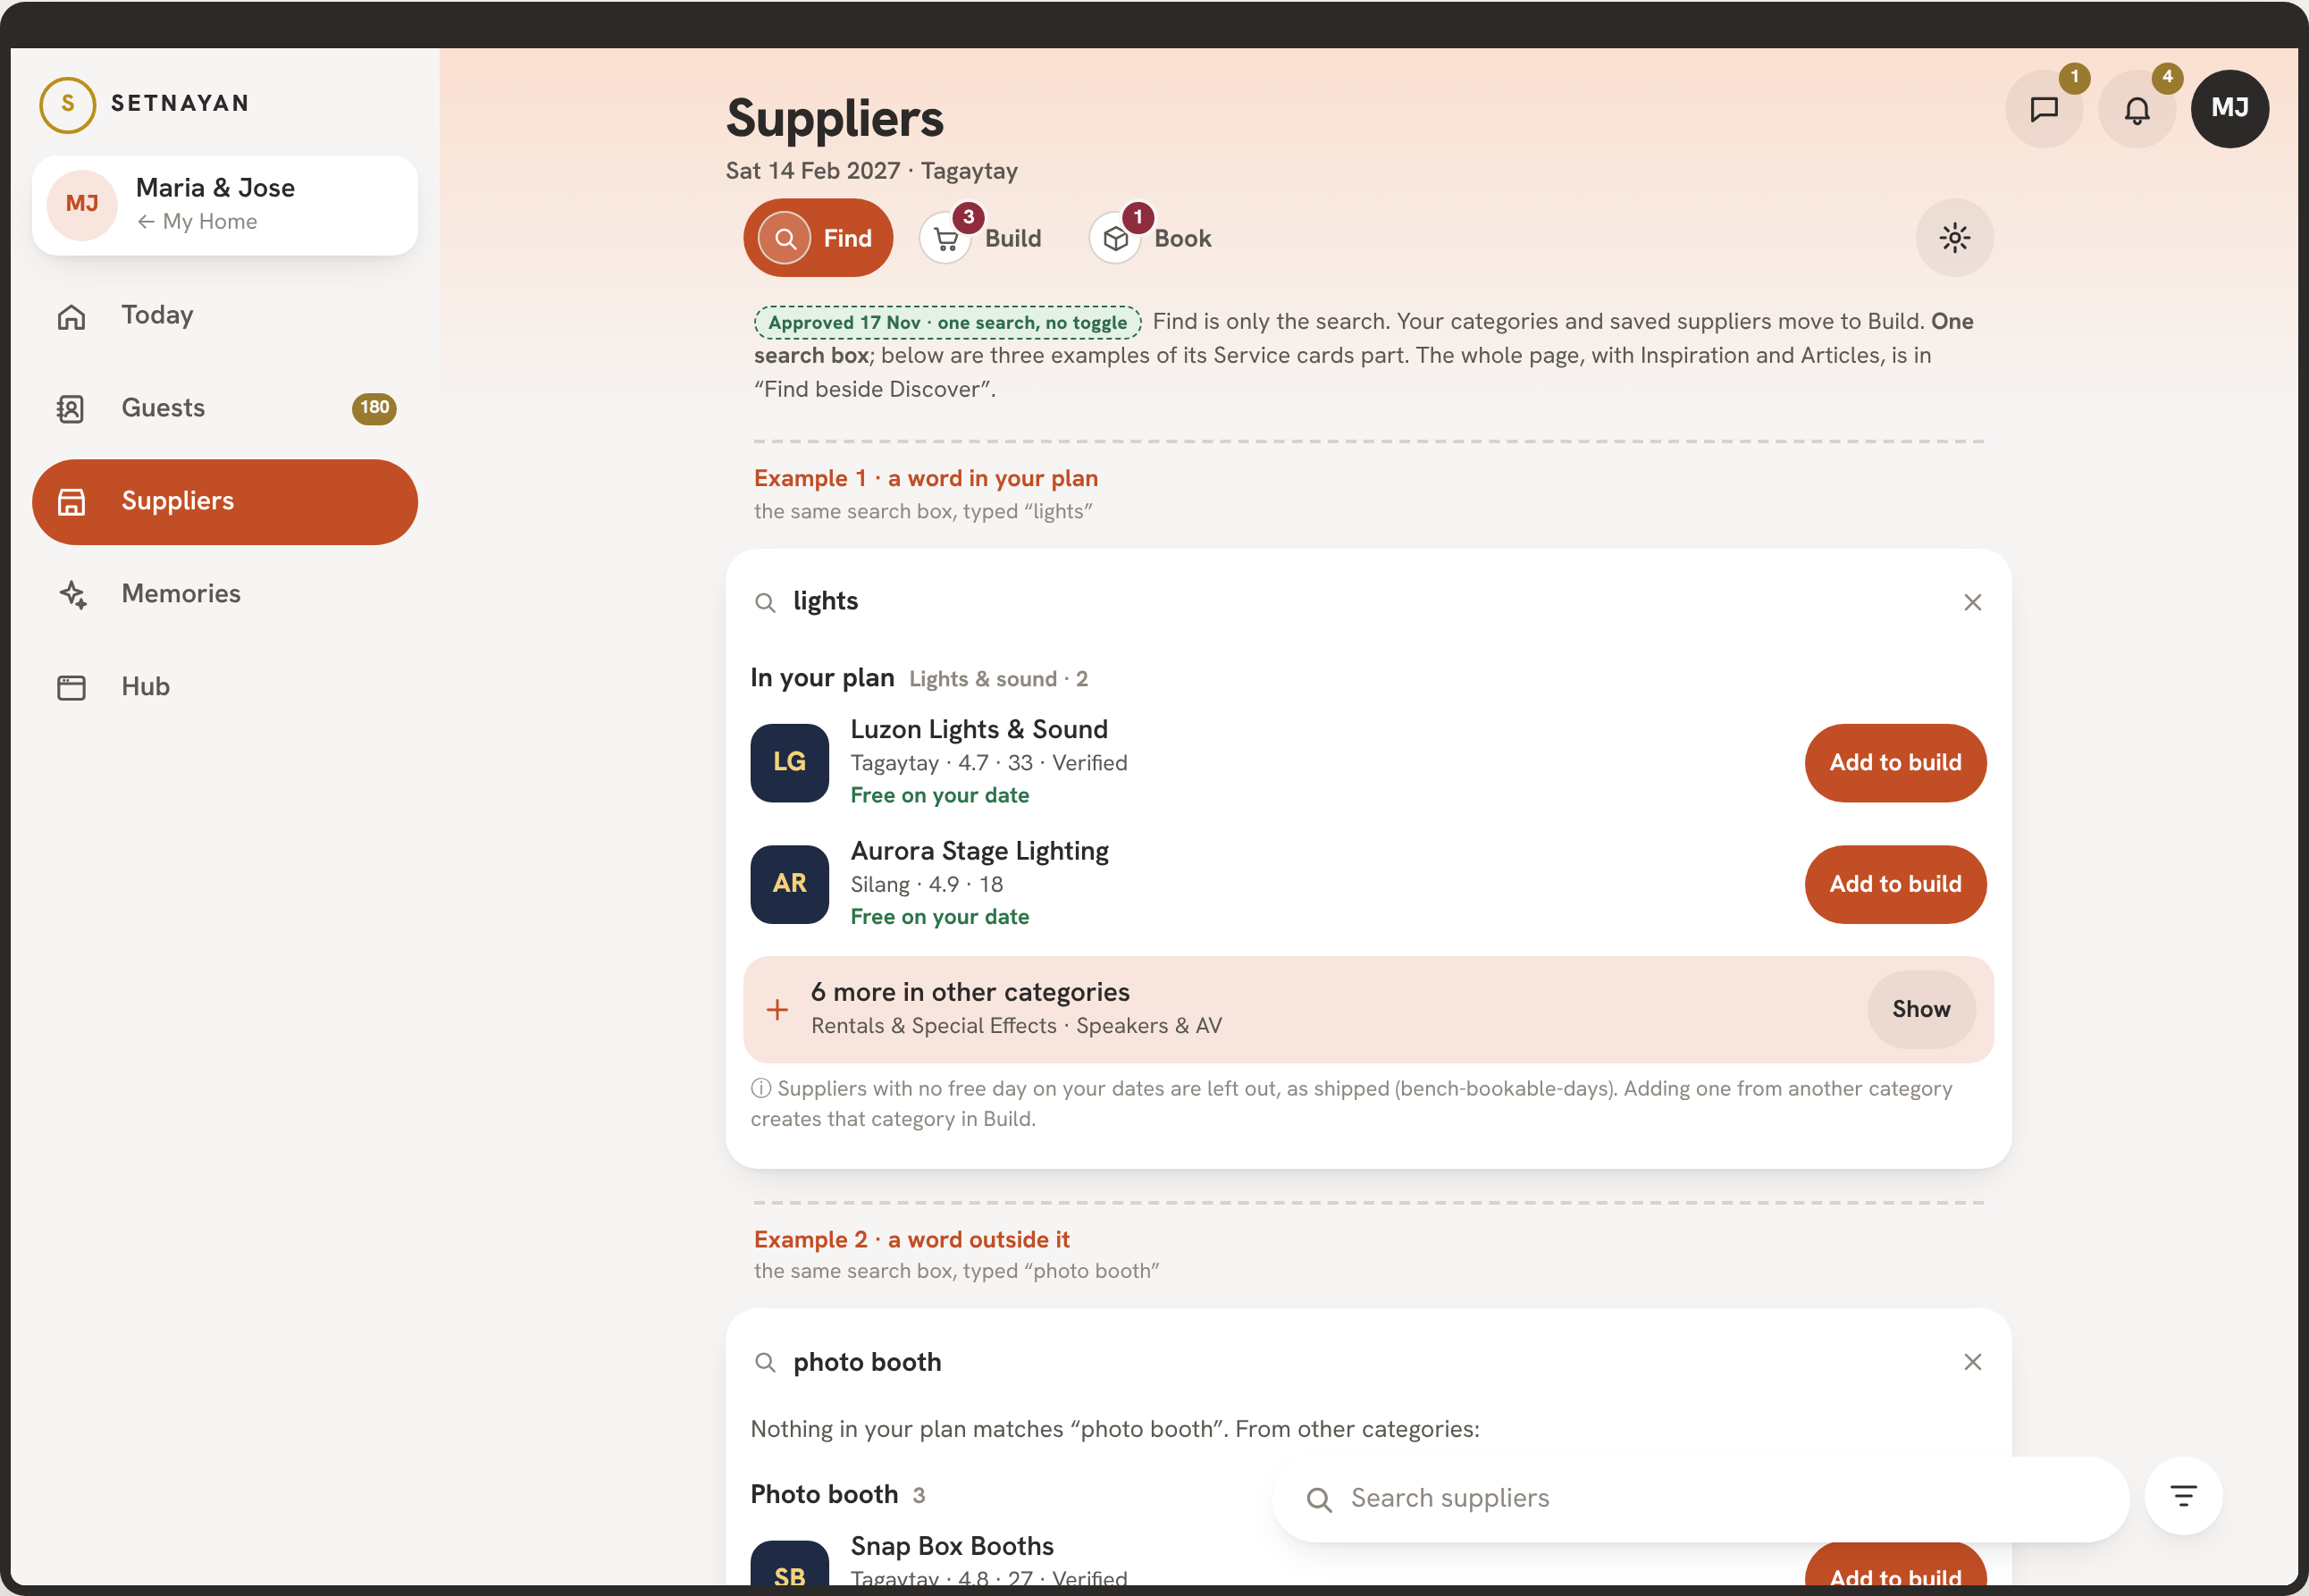 S SETNAYAN
MJ Maria & Jose
← My Home
Today
Guests 180
Suppliers
Memories
Hub
Suppliers
Sat 14 Feb 2027 · Tagaytay
1
4
MJ
Find
3 Build
1 Book
Approved 17 Nov · one search, no toggle Find is only the search. Your categories and saved suppliers move to Build. One
search box; below are three examples of its Service cards part. The whole page, with Inspiration and Articles, is in
“Find beside Discover”.
Example 1 · a word in your plan
the same search box, typed “lights”
lights
In your plan Lights & sound · 2
LG
Luzon Lights & Sound
Tagaytay · 4.7 · 33 · Verified
Free on your date
Add to build
AR
Aurora Stage Lighting
Silang · 4.9 · 18
Free on your date
Add to build
6 more in other categories
Rentals & Special Effects · Speakers & AV
Show
ⓘ Suppliers with no free day on your dates are left out, as shipped (bench-bookable-days). Adding one from another category
creates that category in Build.
Example 2 · a word outside it
the same search box, typed “photo booth”
photo booth
Nothing in your plan matches “photo booth”. From other categories:
Photo booth 3
Search suppliers
SB
Snap Box Booths
Tagaytay · 4.8 · 27 · Verified
Add to build